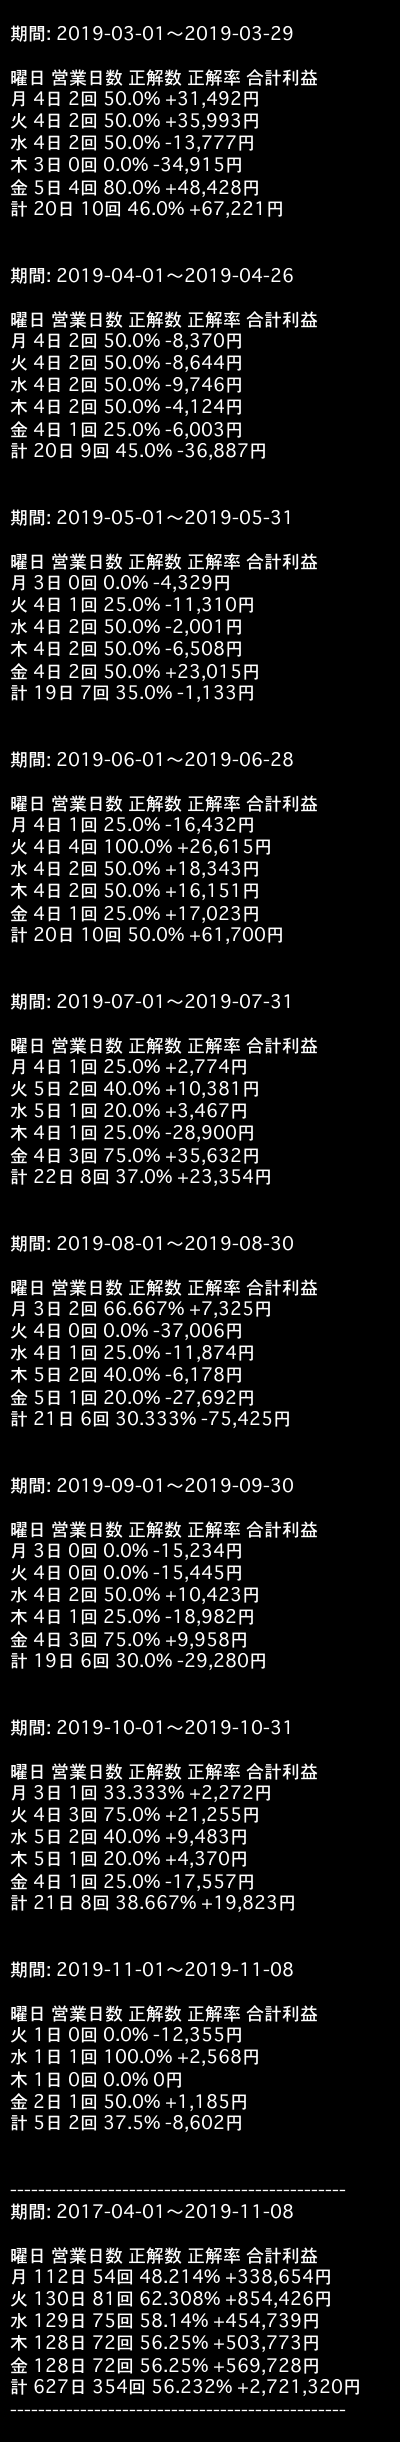 期間: 2019-03-01〜2019-03-29
曜日 営業日数 正解数 正解率 合計利益
月 4日 2回 50.0% +31,492円
火 4日 2回 50.0% +35,993円
水 4日 2回 50.0% -13,777円
木 3日 0回 0.0% -34,915円
金 5日 4回 80.0% +48,428円
計 20日 10回 46.0% +67,221円
期間: 2019-04-01〜2019-04-26
曜日 営業日数 正解数 正解率 合計利益
月 4日 2回 50.0% -8,370円
火 4日 2回 50.0% -8,644円
水 4日 2回 50.0% -9,746円
木 4日 2回 50.0% -4,124円
金 4日 1回 25.0% -6,003円
計 20日 9回 45.0% -36,887円
期間: 2019-05-01〜2019-05-31
曜日 営業日数 正解数 正解率 合計利益
月 3日 0回 0.0% -4,329円
火 4日 1回 25.0% -11,310円
水 4日 2回 50.0% -2,001円
木 4日 2回 50.0% -6,508円
金 4日 2回 50.0% +23,015円
計 19日 7回 35.0% -1,133円
期間: 2019-06-01〜2019-06-28
曜日 営業日数 正解数 正解率 合計利益
月 4日 1回 25.0% -16,432円
火 4日 4回 100.0% +26,615円
水 4日 2回 50.0% +18,343円
木 4日 2回 50.0% +16,151円
金 4日 1回 25.0% +17,023円
計 20日 10回 50.0% +61,700円
期間: 2019-07-01〜2019-07-31
曜日 営業日数 正解数 正解率 合計利益
月 4日 1回 25.0% +2,774円
火 5日 2回 40.0% +10,381円
水 5日 1回 20.0% +3,467円
木 4日 1回 25.0% -28,900円
金 4日 3回 75.0% +35,632円
計 22日 8回 37.0% +23,354円
期間: 2019-08-01〜2019-08-30
曜日 営業日数 正解数 正解率 合計利益
月 3日 2回 66.667% +7,325円
火 4日 0回 0.0% -37,006円
水 4日 1回 25.0% -11,874円
木 5日 2回 40.0% -6,178円
金 5日 1回 20.0% -27,692円
計 21日 6回 30.333% -75,425円
期間: 2019-09-01〜2019-09-30
曜日 営業日数 正解数 正解率 合計利益
月 3日 0回 0.0% -15,234円
火 4日 0回 0.0% -15,445円
水 4日 2回 50.0% +10,423円
木 4日 1回 25.0% -18,982円
金 4日 3回 75.0% +9,958円
計 19日 6回 30.0% -29,280円
期間: 2019-10-01〜2019-10-31
曜日 営業日数 正解数 正解率 合計利益
月 3日 1回 33.333% +2,272円
火 4日 3回 75.0% +21,255円
水 5日 2回 40.0% +9,483円
木 5日 1回 20.0% +4,370円
金 4日 1回 25.0% -17,557円
計 21日 8回 38.667% +19,823円
期間: 2019-11-01〜2019-11-08
曜日 営業日数 正解数 正解率 合計利益
火 1日 0回 0.0% -12,355円
水 1日 1回 100.0% +2,568円
木 1日 0回 0.0% 0円
金 2日 1回 50.0% +1,185円
計 5日 2回 37.5% -8,602円
------------------------------------------------
期間: 2017-04-01〜2019-11-08
曜日 営業日数 正解数 正解率 合計利益
月 112日 54回 48.214% +338,654円
火 130日 81回 62.308% +854,426円
水 129日 75回 58.14% +454,739円
木 128日 72回 56.25% +503,773円
金 128日 72回 56.25% +569,728円
計 627日 354回 56.232% +2,721,320円
------------------------------------------------